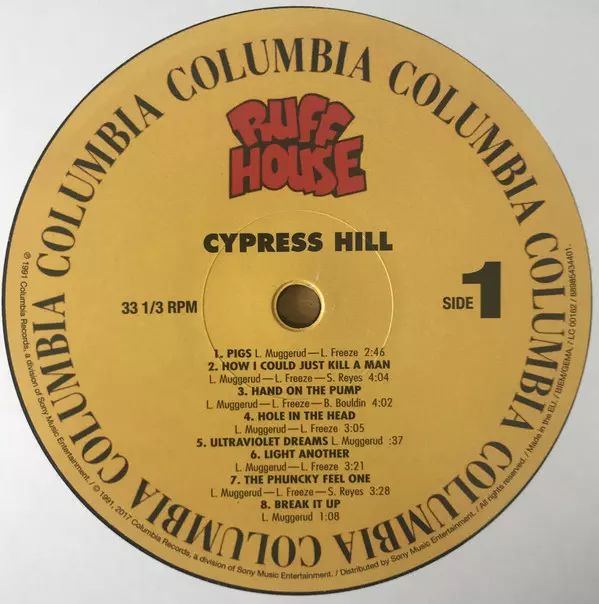 COLUMBIA COLUMBIA COLUMBIA COLUMBIA COLUMBIA COLUMBIA COLUMBIA COLUMBIA
RUFF
HOUSE
CYPRESS HILL
33 1/3 RPM
SIDE 1
1. PIGS L. Muggerud—L. Freeze 2:46
2. HOW I COULD JUST KILL A MAN
L. Muggerud—L. Freeze—S. Reyes 4:04
3. HAND ON THE PUMP
L. Muggerud—L. Freeze—B. Bouldin 4:02
4. HOLE IN THE HEAD
L. Muggerud—L. Freeze 3:05
5. ULTRAVIOLET DREAMS L. Muggerud :37
6. LIGHT ANOTHER
L. Muggerud—L. Freeze 3:21
7. THE PHUNCKY FEEL ONE
L. Muggerud—L. Freeze—S. Reyes 3:28
8. BREAK IT UP
L. Muggerud 1:08
℗ 1991 Columbia Records, a division of Sony Music Entertainment. / © 1991, 2017 Columbia Records, a division of Sony Music Entertainment. / Distributed by Sony Music Entertainment. / All rights reserved. / Made in the EU. / BIEM/GEMA. / LG 00162 / 88985434401.